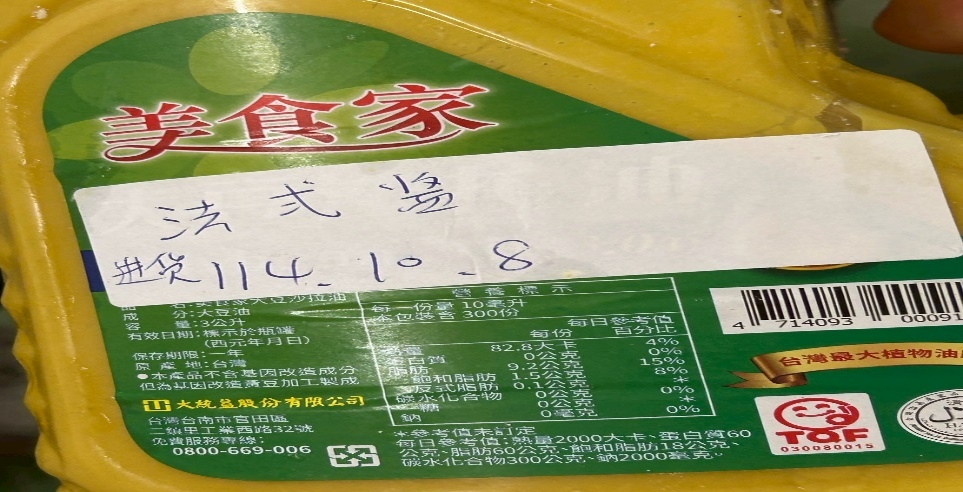 美食家
法式醬
進货114.10.8
品 名:美食家大豆沙拉油
成 分:大豆油
容 量:3公升
有效日期:標示於瓶罐
(西元年月日)
保存期限:一年
原 產 地:台灣
●本產品不含基因改造成分
但為基因改造黃豆加工製成
大統益股份有限公司
台灣台南市官田區
二鎮里工業西路32號
免費服務專線:
0800-669-006
營養標示
每一份量10毫升
本包裝含300份
每份 每日參考值百分比
熱量 82.8大卡 4%
蛋白質 0公克 0%
脂肪 9.2公克 15%
飽和脂肪 1.5公克 8%
反式脂肪 0.1公克 *
碳水化合物 0公克 0%
糖 0公克 *
鈉 0毫克 0%
*參考值未訂定
每日參考值:熱量2000大卡、蛋白質60
公克、脂肪60公克、飽和脂肪18公克、
碳水化合物300公克、鈉2000毫克。
4 714093 00091
台灣最大植物油
TQF
030080015